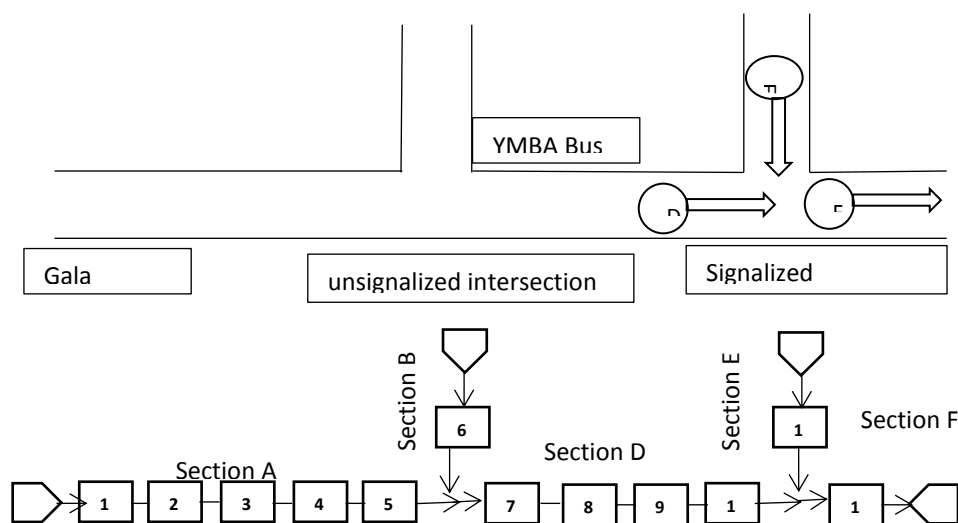 YMBA Bus
D
Gala
unsignalized intersection
Signalized
Section B
Section E
6
1
Section F
Section A
Section D
1
2
3
4
5
7
8
9
1
1